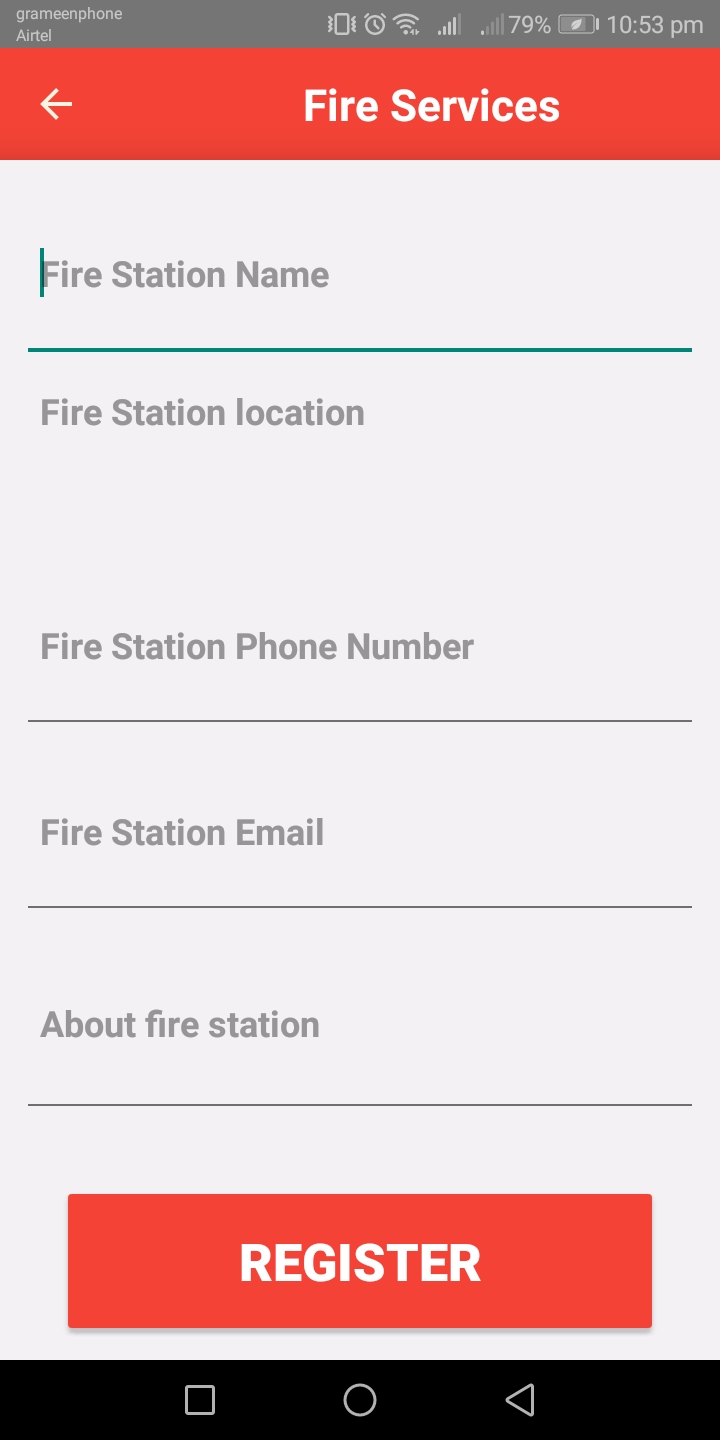 grameenphone
Airtel
79% 10:53 pm
Fire Services
Fire Station Name
Fire Station location
Fire Station Phone Number
Fire Station Email
About fire station
REGISTER